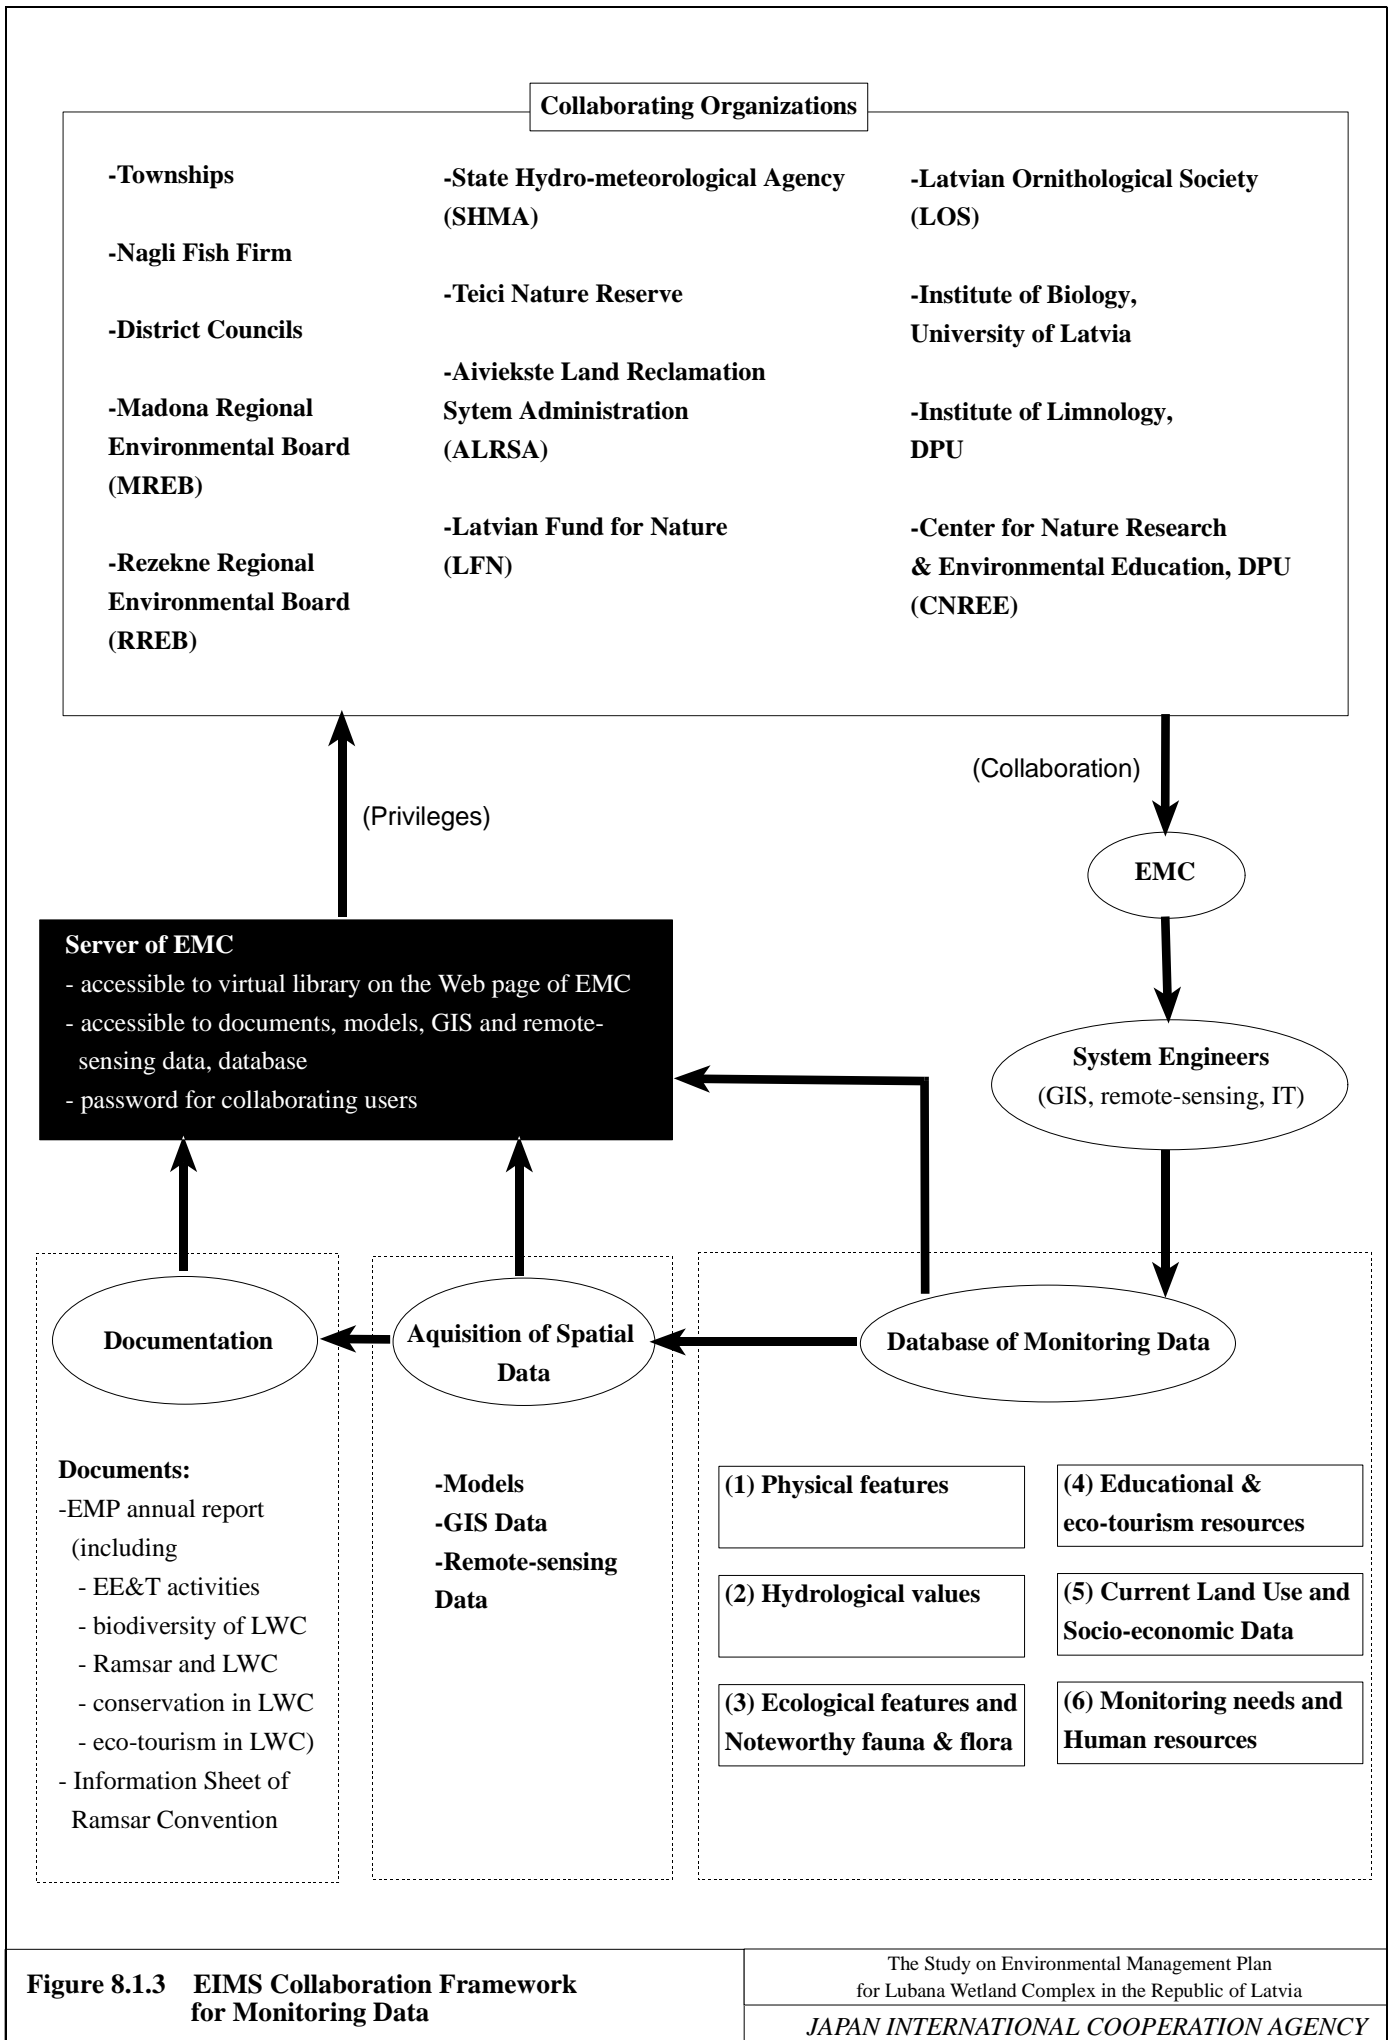 Collaborating Organizations
-Townships
-Nagli Fish Firm
-District Councils
-Madona Regional
Environmental Board
(MREB)
-Rezekne Regional
Environmental Board
(RREB)
-State Hydro-meteorological Agency
(SHMA)
-Teici Nature Reserve
-Aiviekste Land Reclamation
Sytem Administration
(ALRSA)
-Latvian Fund for Nature
(LFN)
-Latvian Ornithological Society
(LOS)
-Institute of Biology,
University of Latvia
-Institute of Limnology,
DPU
-Center for Nature Research
& Environmental Education, DPU
(CNREE)
(Privileges)
(Collaboration)
EMC
System Engineers
(GIS, remote-sensing, IT)
Server of EMC
- accessible to virtual library on the Web page of EMC
- accessible to documents, models, GIS and remote-
sensing data, database
- password for collaborating users
Documentation
Documents:
-EMP annual report
(including
- EE&T activities
- biodiversity of LWC
- Ramsar and LWC
- conservation in LWC
- eco-tourism in LWC)
- Information Sheet of
Ramsar Convention
Aquisition of Spatial
Data
-Models
-GIS Data
-Remote-sensing
Data
Database of Monitoring Data
(1) Physical features
(2) Hydrological values
(3) Ecological features and
Noteworthy fauna & flora
(4) Educational &
eco-tourism resources
(5) Current Land Use and
Socio-economic Data
(6) Monitoring needs and
Human resources
Figure 8.1.3 EIMS Collaboration Framework
for Monitoring Data
The Study on Environmental Management Plan
for Lubana Wetland Complex in the Republic of Latvia
JAPAN INTERNATIONAL COOPERATION AGENCY